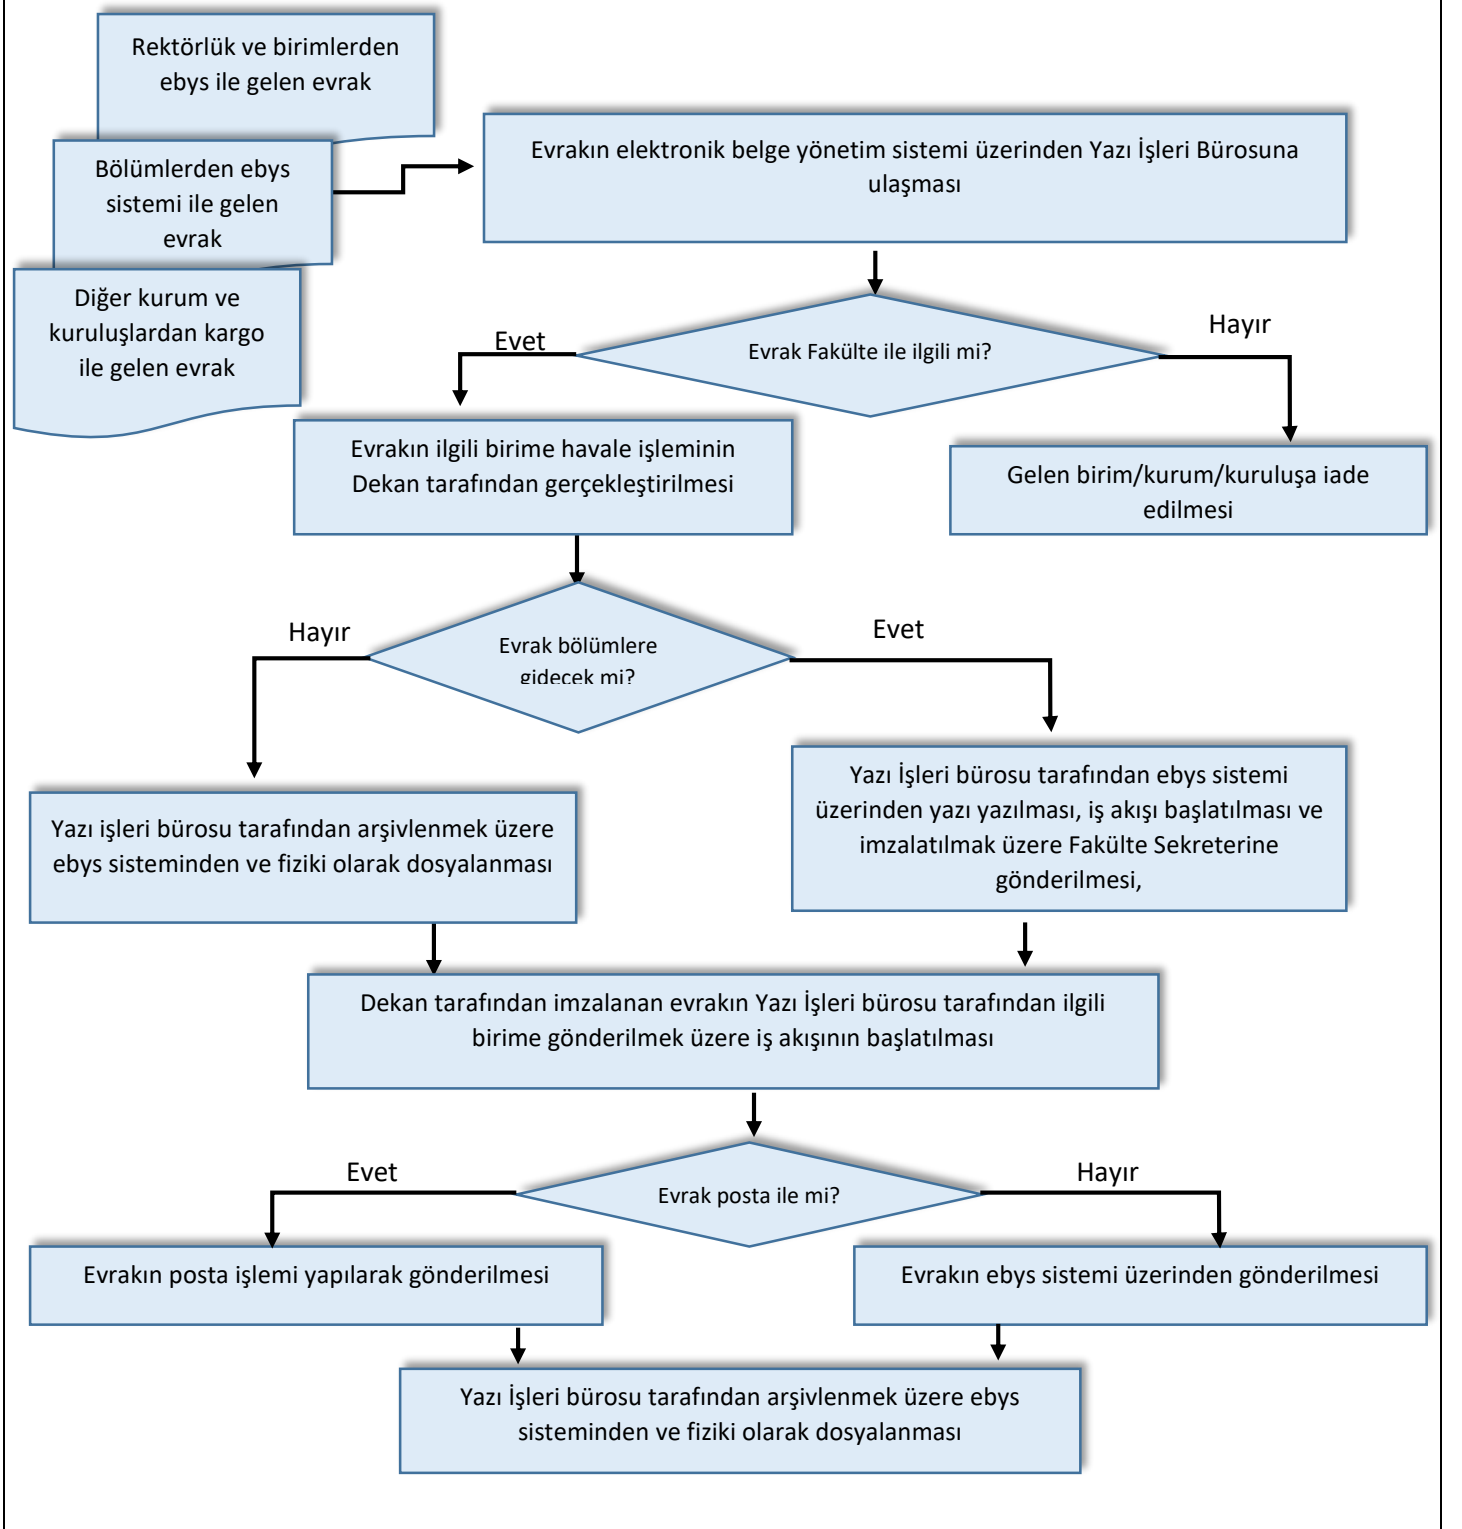 Rektörlük ve birimlerden
ebys ile gelen evrak
Bölümlerden ebys
sistemi ile gelen
evrak
Diğer kurum ve
kuruluşlardan kargo
ile gelen evrak
Evrakın elektronik belge yönetim sistemi üzerinden Yazı İşleri Bürosuna
ulaşması
Evrak Fakülte ile ilgili mi?
Evet
Hayır
Evrakın ilgili birime havale işleminin
Dekan tarafından gerçekleştirilmesi
Gelen birim/kurum/kuruluşa iade
edilmesi
Evrak bölümlere
gidecek mi?
Hayır
Evet
Yazı işleri bürosu tarafından arşivlenmek üzere
ebys sisteminden ve fiziki olarak dosyalanması
Yazı İşleri bürosu tarafından ebys sistemi
üzerinden yazı yazılması, iş akışı başlatılması ve
imzalatılmak üzere Fakülte Sekreterine
gönderilmesi,
Dekan tarafından imzalanan evrakın Yazı İşleri bürosu tarafından ilgili
birime gönderilmek üzere iş akışının başlatılması
Evrak posta ile mi?
Evet
Hayır
Evrakın posta işlemi yapılarak gönderilmesi
Evrakın ebys sistemi üzerinden gönderilmesi
Yazı İşleri bürosu tarafından arşivlenmek üzere ebys
sisteminden ve fiziki olarak dosyalanması